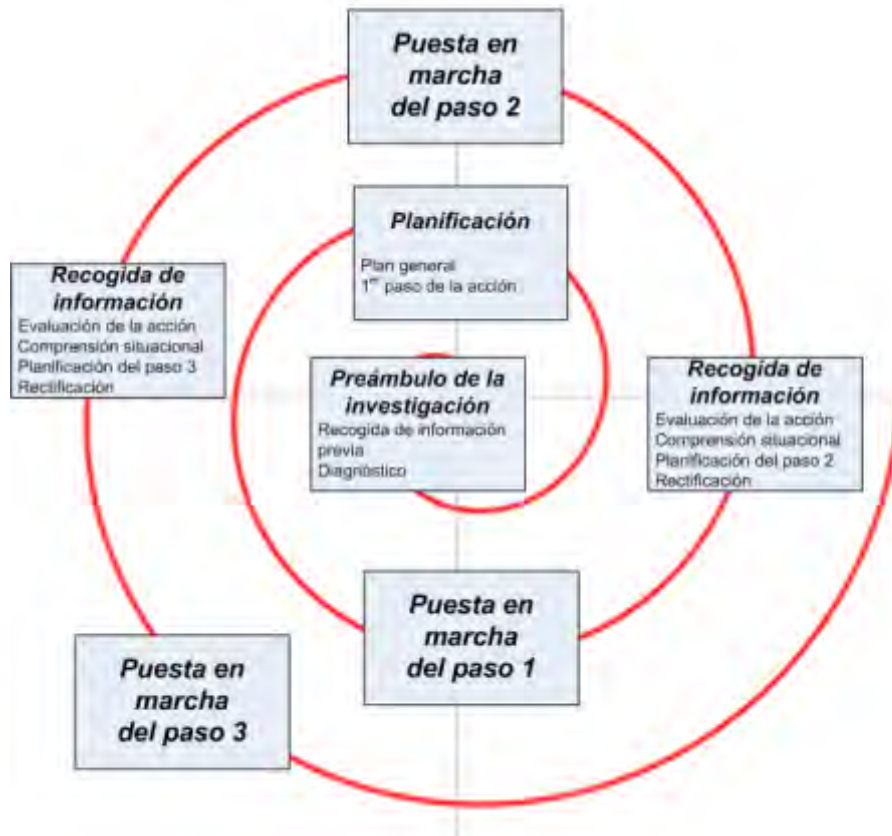 Puesta en
marcha
del paso 2
Planificación
Plan general
1er paso de la acción
Recogida de
información
Evaluación de la acción
Comprensión situacional
Planificación del paso 3
Rectificación
Preámbulo de la
investigación
Recogida de información
previa
Diagnóstico
Recogida de
información
Evaluación de la acción
Comprensión situacional
Planificación del paso 2
Rectificación
Puesta en
marcha
del paso 1
Puesta en
marcha
del paso 3